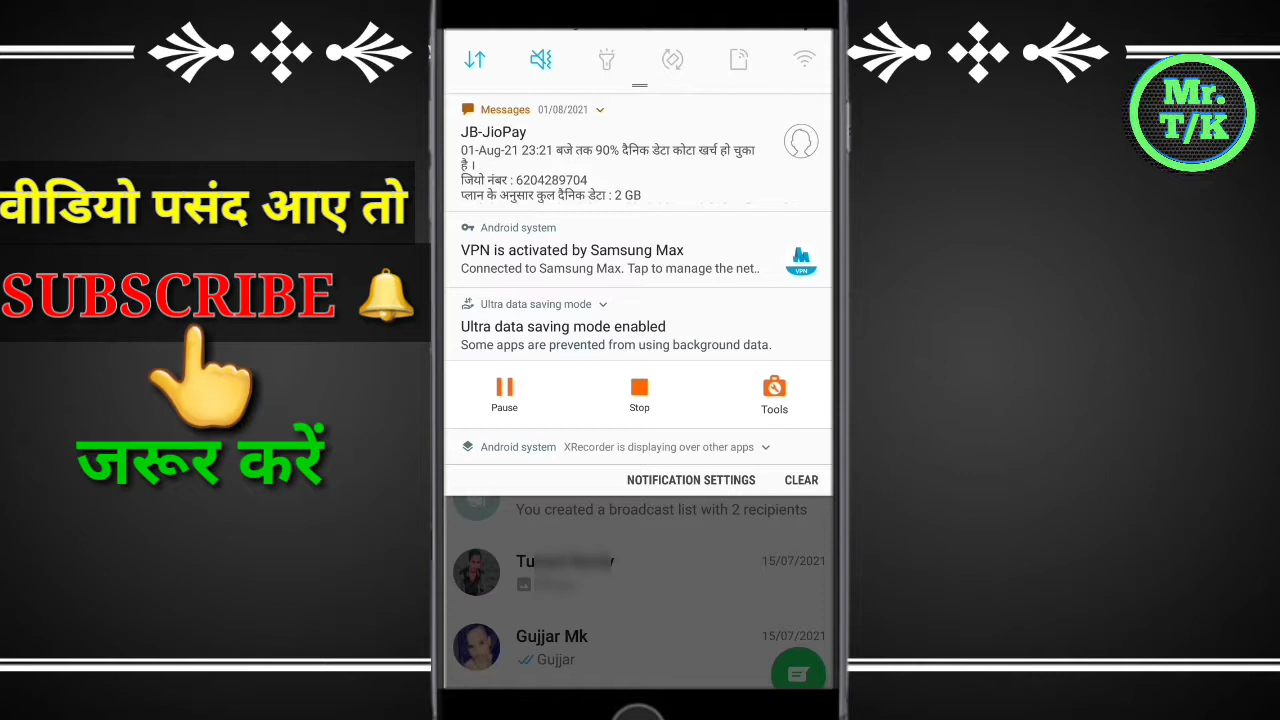 Messages 01/08/2021
JB-JioPay
01-Aug-21 23:21 बजे तक 90% दैनिक डेटा कोटा खर्च हो चुका
है।
जियो नंबर : 6204289704
प्लान के अनुसार कुल दैनिक डेटा : 2 GB
Android system
VPN is activated by Samsung Max
Connected to Samsung Max. Tap to manage the net..
VPN
Ultra data saving mode
Ultra data saving mode enabled
Some apps are prevented from using background data.
Pause Stop Tools
Android system XRecorder is displaying over other apps
NOTIFICATION SETTINGS CLEAR
You created a broadcast list with 2 recipients
15/07/2021
Gujjar Mk 15/07/2021
Gujjar
वीडियो पसंद आए तो
SUBSCRIBE
जरूर करें
Mr.
T/K